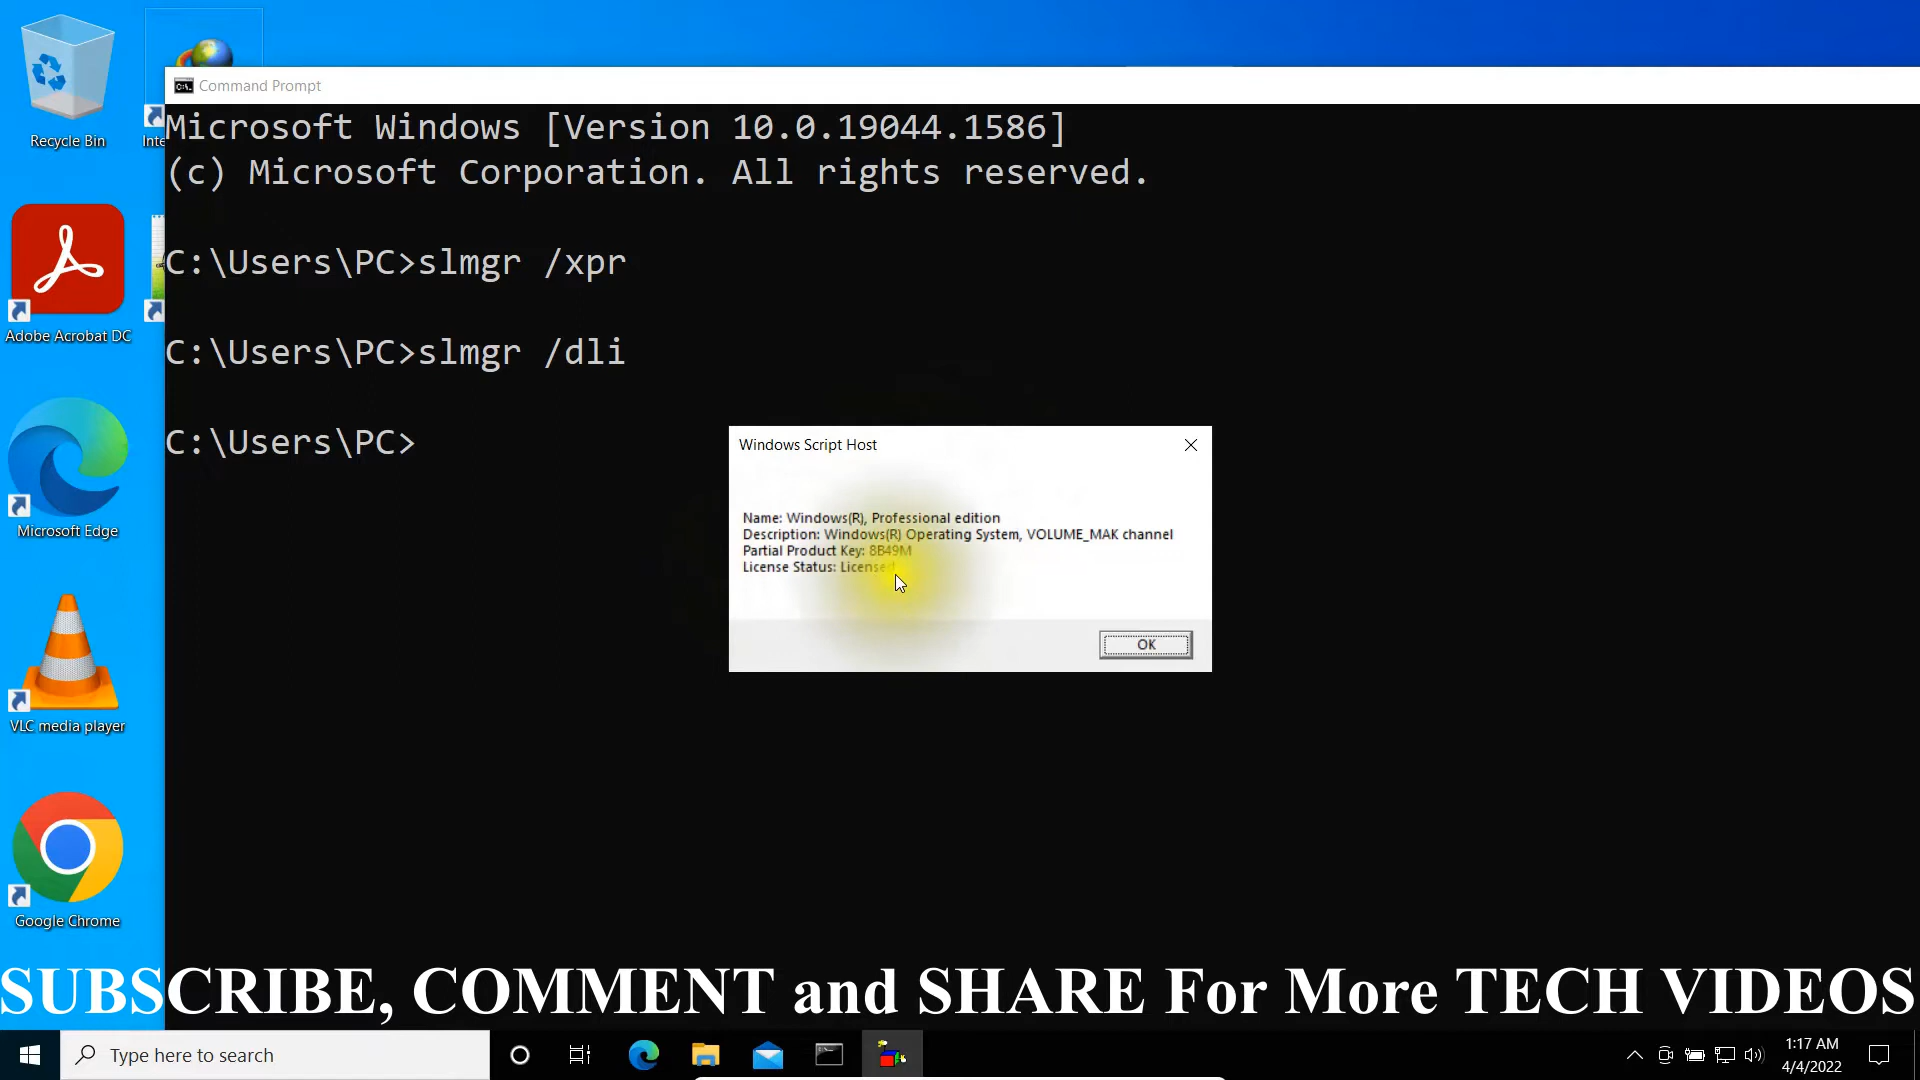 Recycle Bin
Inte
Adobe Acrobat DC
Microsoft Edge
VLC media player
Google Chrome
Command Prompt
Microsoft Windows [Version 10.0.19044.1586]
(c) Microsoft Corporation. All rights reserved.
C:\Users\PC>slmgr /xpr
C:\Users\PC>slmgr /dli
C:\Users\PC>
Windows Script Host
Name: Windows(R), Professional edition
Description: Windows(R) Operating System, VOLUME_MAK channel
Partial Product Key: 8B49M
License Status: Licensed
OK
SUBSCRIBE, COMMENT and SHARE For More TECH VIDEOS
Type here to search
1:17 AM
4/4/2022